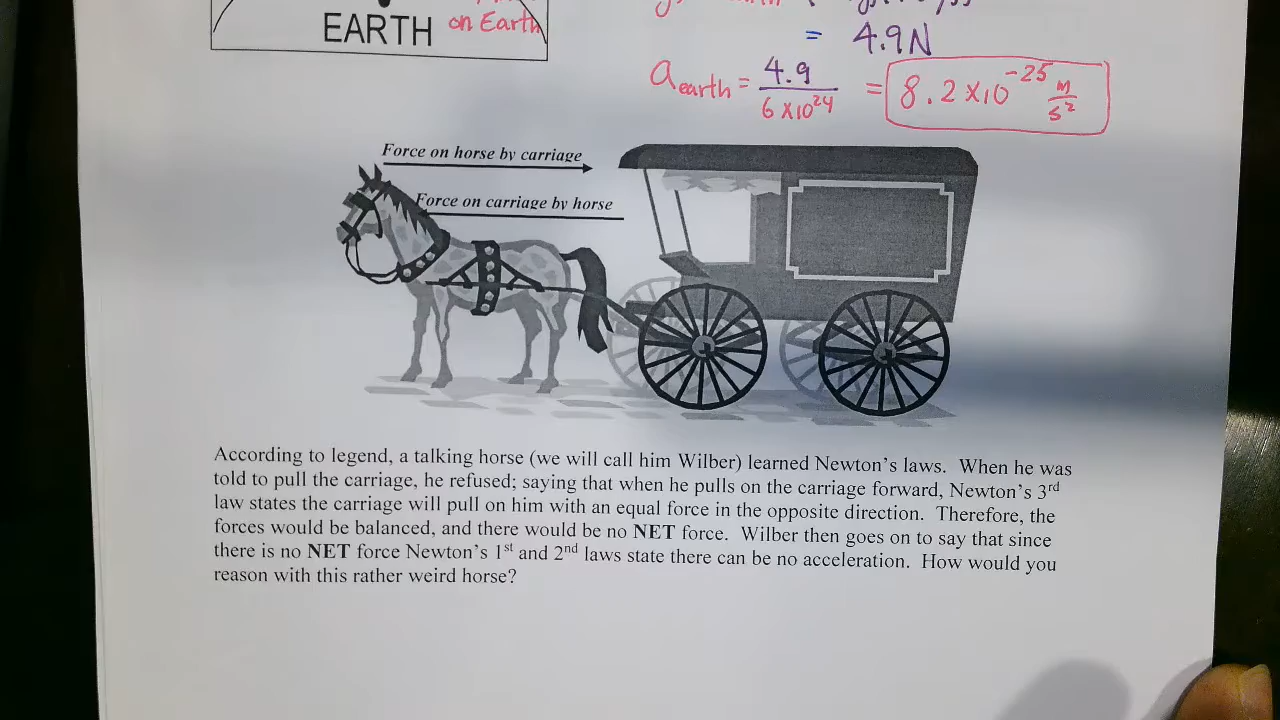 EARTH on Earth
= 4.9N
a earth = 4.9 / 6 x10^24 = 8.2 x10^-25 m/s^2
Force on horse by carriage
Force on carriage by horse
According to legend, a talking horse (we will call him Wilber) learned Newton's laws. When he was
told to pull the carriage, he refused; saying that when he pulls on the carriage forward, Newton's 3rd
law states the carriage will pull on him with an equal force in the opposite direction. Therefore, the
forces would be balanced, and there would be no NET force. Wilber then goes on to say that since
there is no NET force Newton's 1st and 2nd laws state there can be no acceleration. How would you
reason with this rather weird horse?